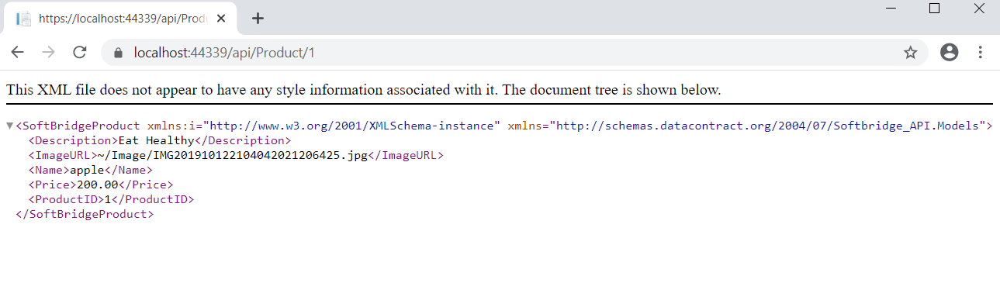 https://localhost:44339/api/Produ
localhost:44339/api/Product/1
This XML file does not appear to have any style information associated with it. The document tree is shown below.
<SoftBridgeProduct xmlns:i="http://www.w3.org/2001/XMLSchema-instance" xmlns="http://schemas.datacontract.org/2004/07/Softbridge_API.Models">
<Description>Eat Healthy</Description>
<ImageURL>~/Image/IMG201910122104042021206425.jpg</ImageURL>
<Name>apple</Name>
<Price>200.00</Price>
<ProductID>1</ProductID>
</SoftBridgeProduct>